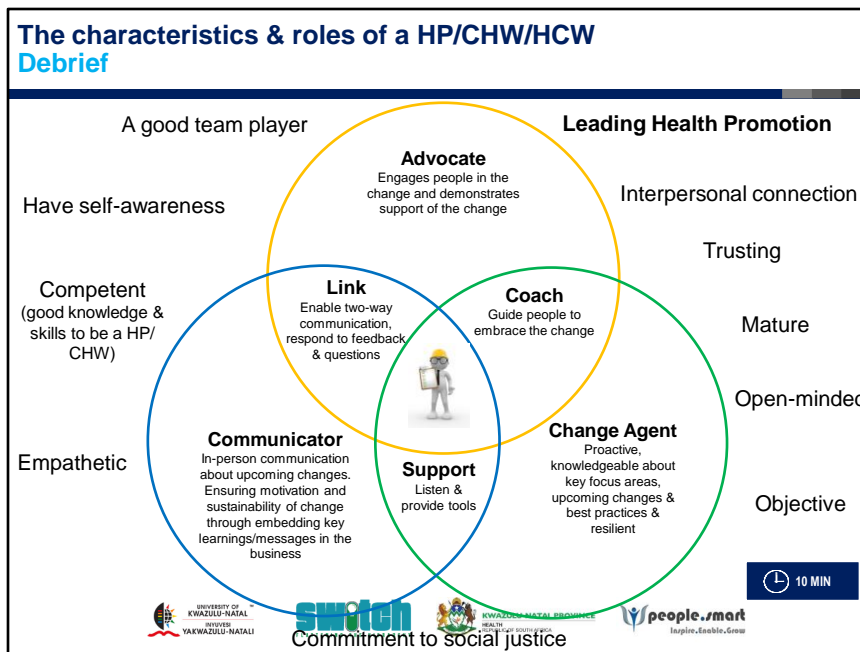 The characteristics & roles of a HP/CHW/HCW
Debrief
A good team player
Leading Health Promotion
Advocate
Engages people in the
change and demonstrates
support of the change
Have self-awareness
Interpersonal connection
Trusting
Competent
(good knowledge &
skills to be a HP/
CHW)
Link
Enable two-way
communication,
respond to feedback
& questions
Coach
Guide people to
embrace the change
Mature
Open-minded
Empathetic
Communicator
In-person communication
about upcoming changes.
Ensuring motivation and
sustainability of change
through embedding key
learnings/messages in the
business
Support
Listen &
provide tools
Change Agent
Proactive,
knowledgeable about
key focus areas,
upcoming changes &
best practices &
resilient
Objective
10 MIN
UNIVERSITY OF
KWAZULU-NATAL
INYUVESI
YAKWAZULU-NATALI
switch
KWAZULU-NATAL PROVINCE
HEALTH
REPUBLIC OF SOUTH AFRICA
people.smart
Inspire.Enable.Grow
Commitment to social justice